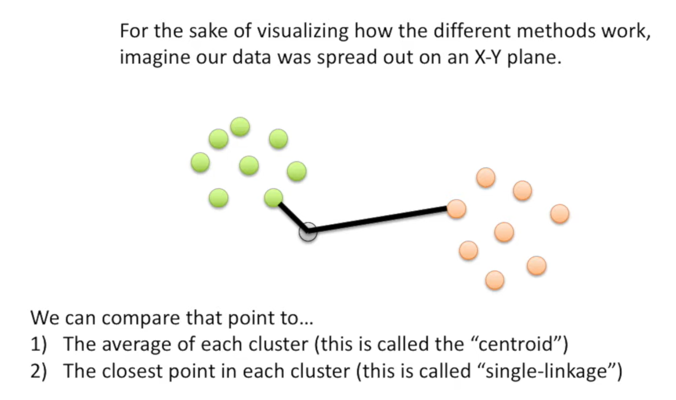 For the sake of visualizing how the different methods work,
imagine our data was spread out on an X-Y plane.
We can compare that point to…
1) The average of each cluster (this is called the “centroid”)
2) The closest point in each cluster (this is called “single-linkage”)